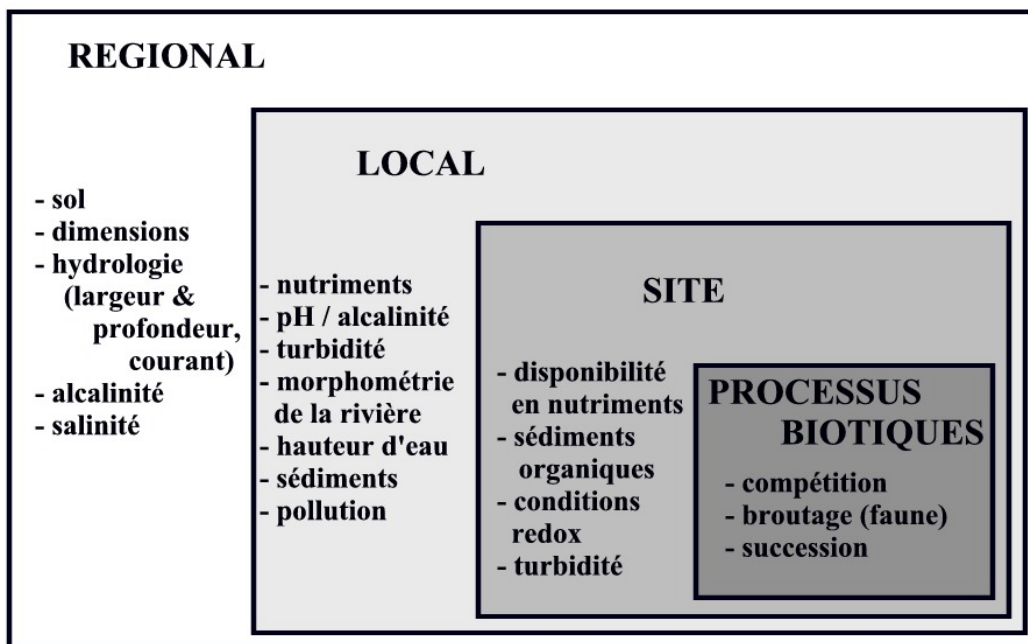 REGIONAL
- sol
- dimensions
- hydrologie
(largeur &
profondeur,
courant)
- alcalinité
- salinité
LOCAL
- nutriments
- pH / alcalinité
- turbidité
- morphométrie
de la rivière
- hauteur d'eau
- sédiments
- pollution
SITE
- disponibilité
en nutriments
- sédiments
organiques
- conditions
redox
- turbidité
PROCESSUS
BIOTIQUES
- compétition
- broutage (faune)
- succession